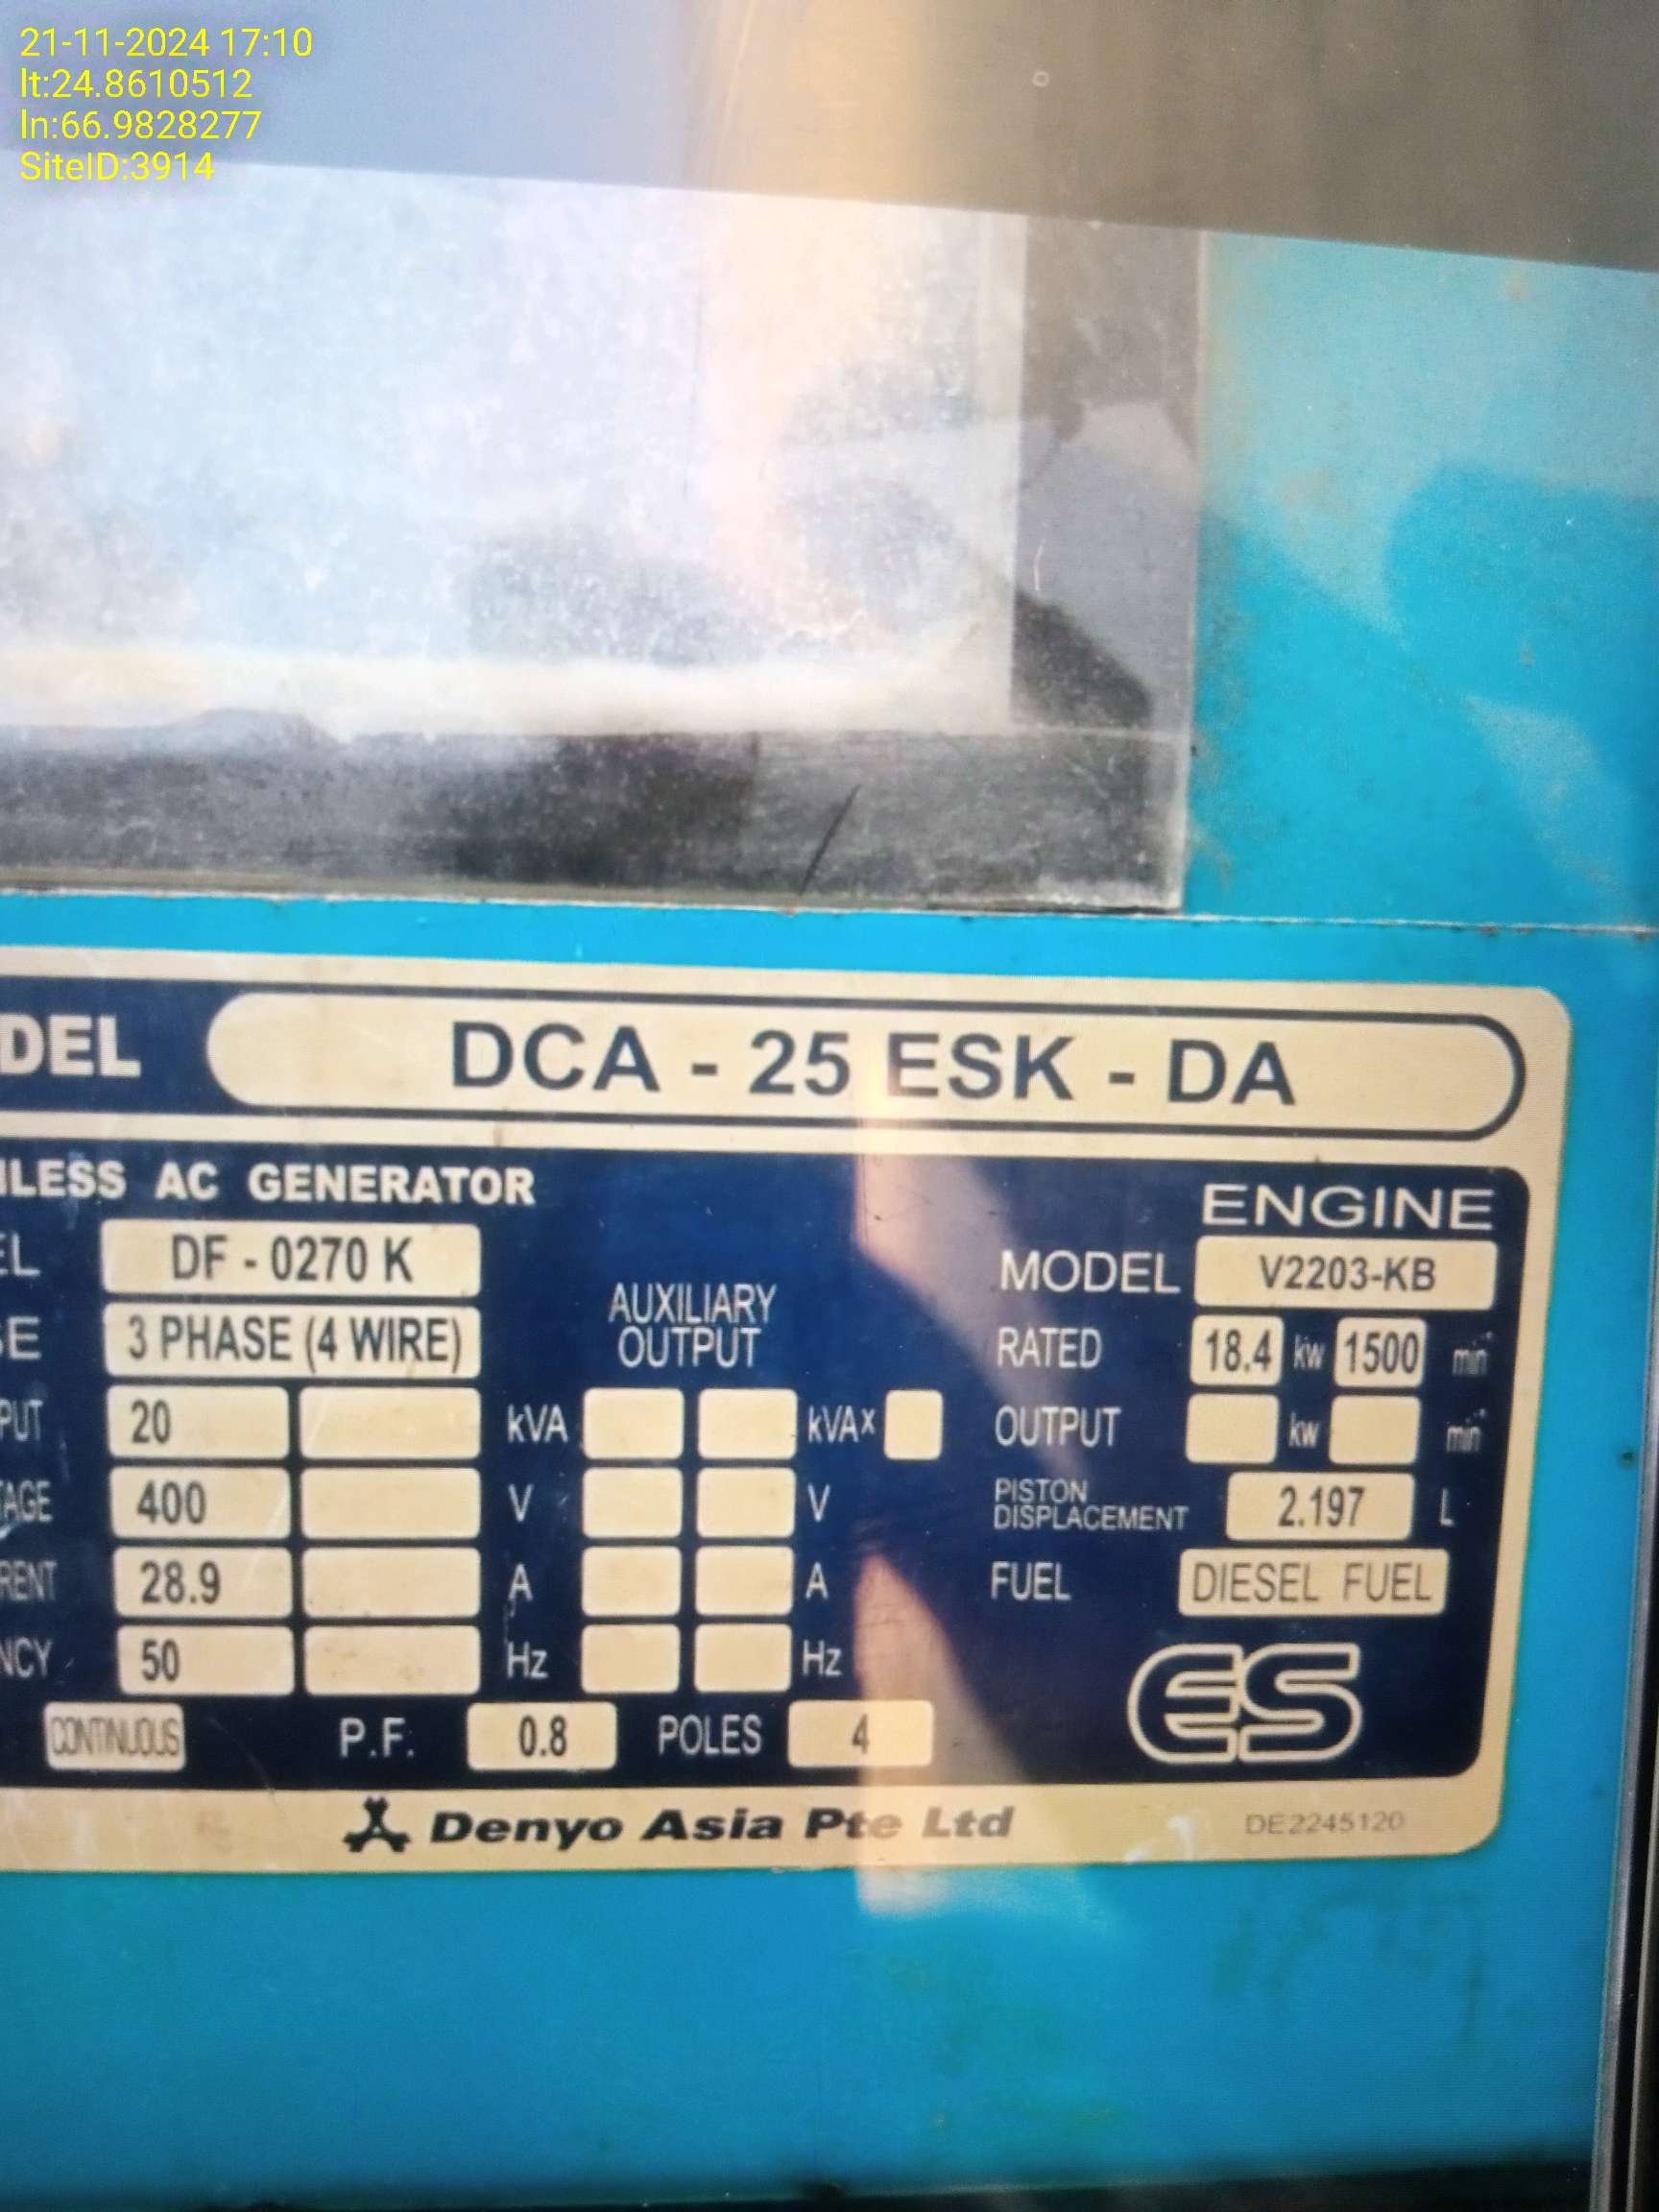 21-11-2024 17:10
lt:24.8610512
ln:66.9828277
SiteID:3914
DEL DCA - 25 ESK - DA
LESS AC GENERATOR
ENGINE
EL DF - 0270 K
MODEL V2203-KB
SE 3 PHASE (4 WIRE)
AUXILIARY
OUTPUT
RATED 18.4 kw 1500 min⁻¹
PUT 20 kVA kVA×
OUTPUT kw min⁻¹
TAGE 400 V V
PISTON
DISPLACEMENT 2.197 L
RENT 28.9 A A
FUEL DIESEL FUEL
NCY 50 Hz Hz
ES
CONTINUOUS P.F. 0.8 POLES 4
Denyo Asia Pte Ltd DE2245120